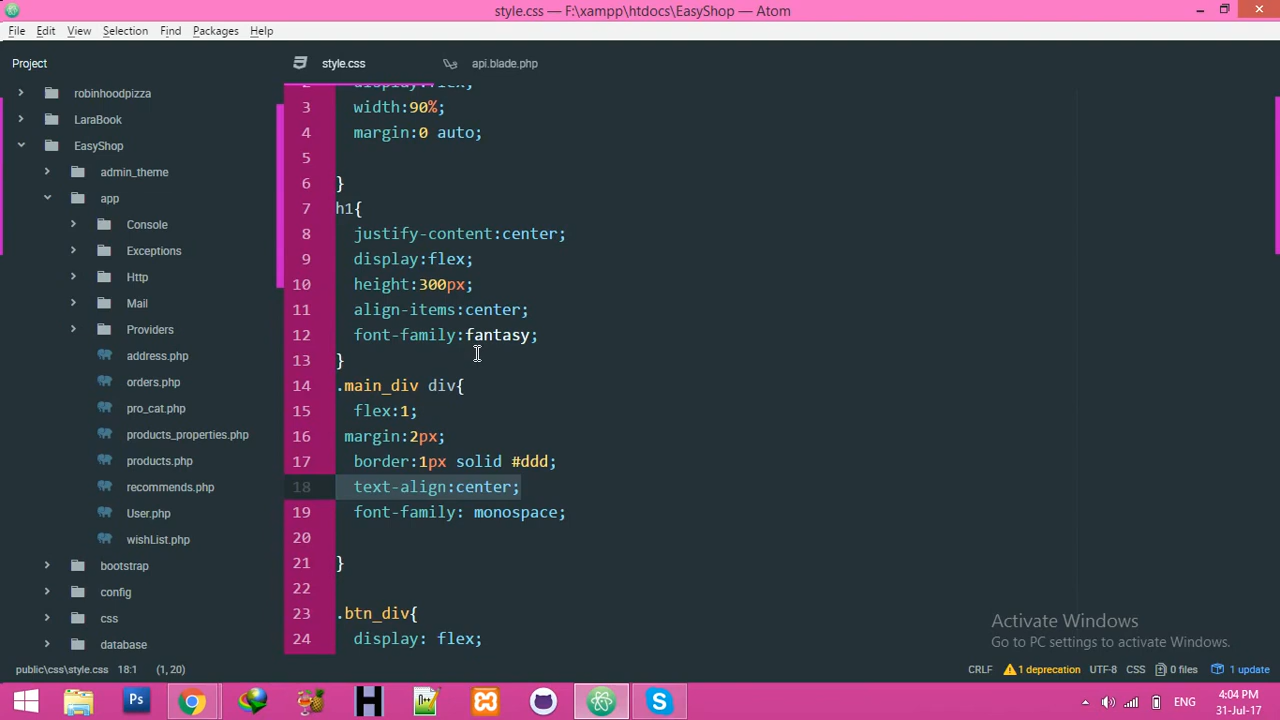 style.css — F:\xampp\htdocs\EasyShop — Atom
File Edit View Selection Find Packages Help
Project
style.css
api.blade.php
robinhoodpizza
LaraBook
EasyShop
admin_theme
app
Console
Exceptions
Http
Mail
Providers
address.php
orders.php
pro_cat.php
products_properties.php
products.php
recommends.php
User.php
wishList.php
bootstrap
config
css
database
2 display:flex;
3 width:90%;
4 margin:0 auto;
5
6 }
7 h1{
8 justify-content:center;
9 display:flex;
10 height:300px;
11 align-items:center;
12 font-family:fantasy;
13 }
14 .main_div div{
15 flex:1;
16 margin:2px;
17 border:1px solid #ddd;
18 text-align:center;
19 font-family: monospace;
20
21 }
22
23 .btn_div{
24 display: flex;
Activate Windows
Go to PC settings to activate Windows.
public\css\style.css 18:1 (1, 20)
CRLF 1 deprecation UTF-8 CSS 0 files 1 update
Ps
H
ENG
4:04 PM
31-Jul-17